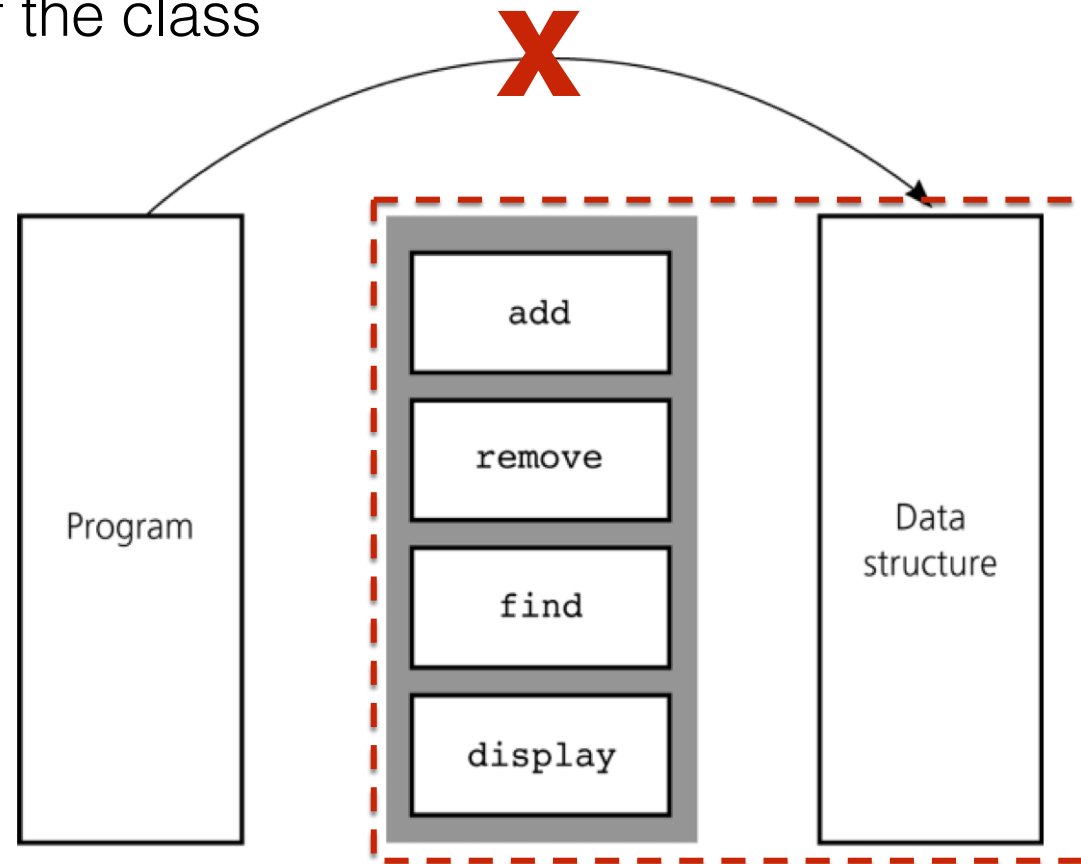 the class
X
add
remove
Program
Data
structure
find
display